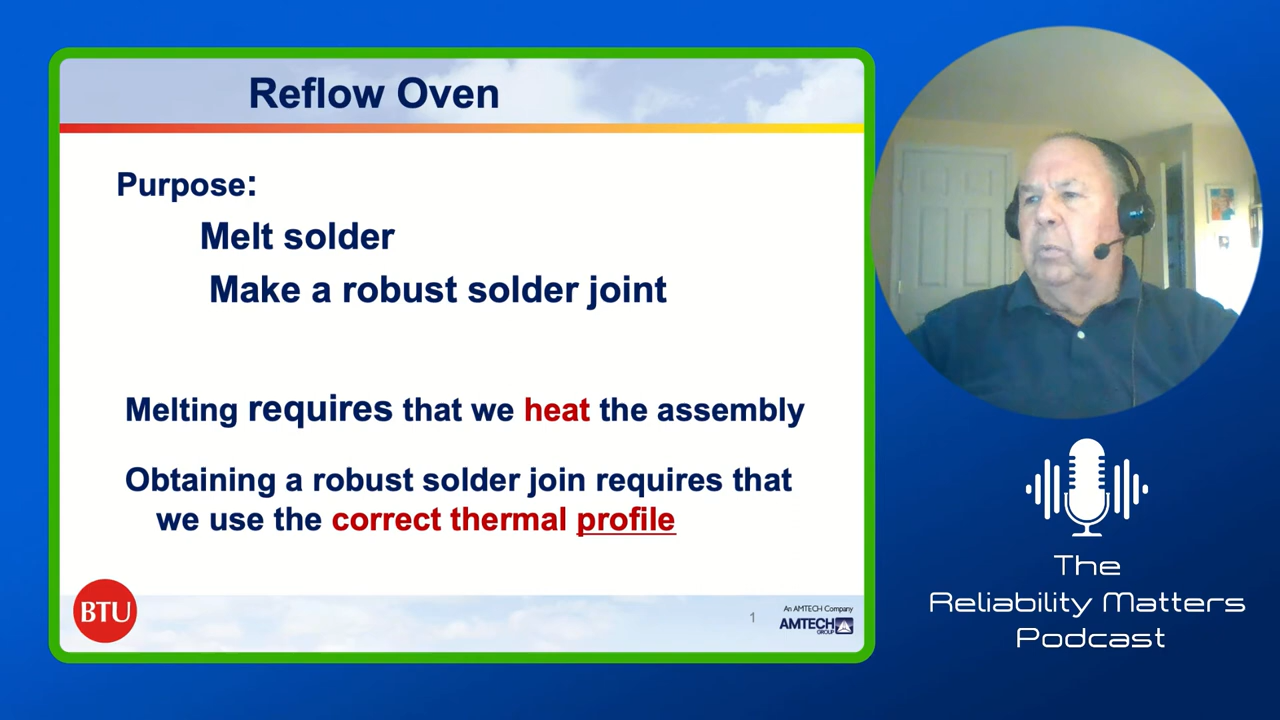 Reflow Oven
Purpose:
Melt solder
Make a robust solder joint
Melting requires that we heat the assembly
Obtaining a robust solder join requires that
we use the correct thermal profile
BTU
1
An AMTECH Company
AMTECH
GROUP
The
Reliability Matters
Podcast